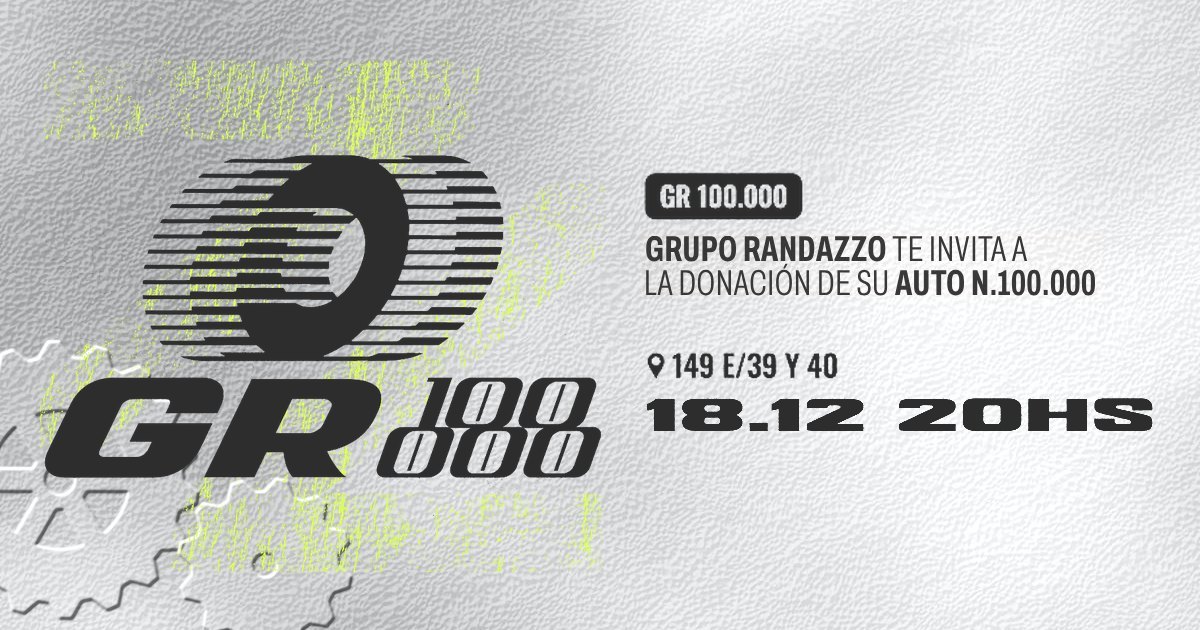 GR 100
000
GR 100.000
GRUPO RANDAZZO TE INVITA A
LA DONACIÓN DE SU AUTO N.100.000
149 E/39 Y 40
18.12 20HS